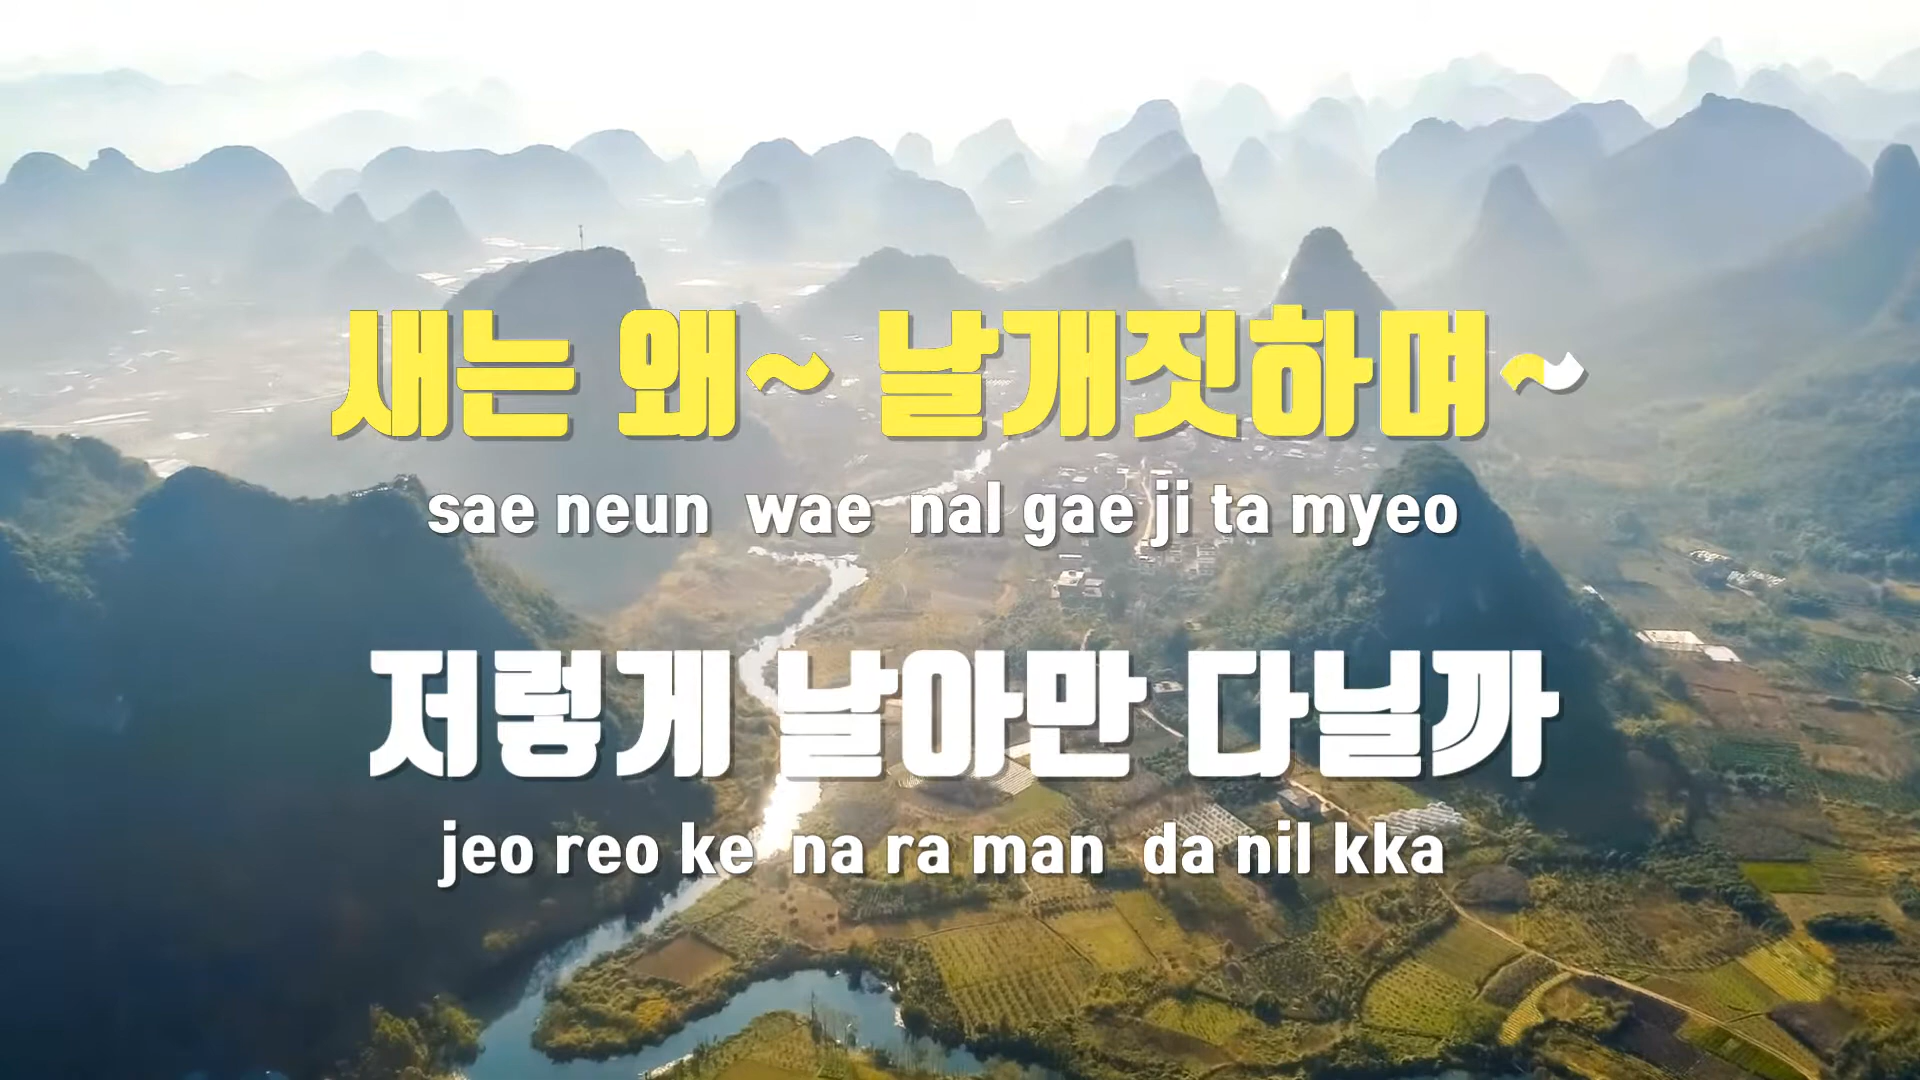 새는 왜~ 날개짓하며~
sae neun wae nal gae ji ta myeo
저렇게 날아만 다닐까
jeo reo ke na ra man da nil kka